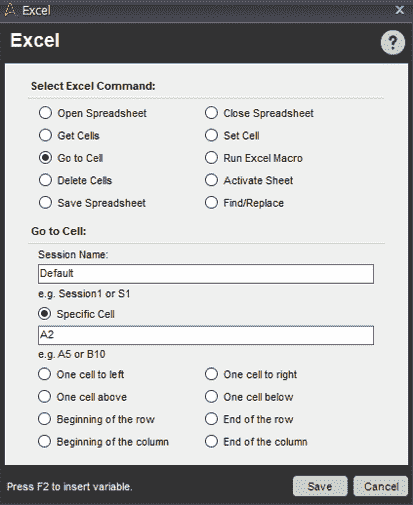 Excel
Excel
?
Select Excel Command:
Open Spreadsheet Close Spreadsheet
Get Cells Set Cell
Go to Cell Run Excel Macro
Delete Cells Activate Sheet
Save Spreadsheet Find/Replace
Go to Cell:
Session Name:
Default
e.g. Session1 or S1
Specific Cell
A2
e.g. A5 or B10
One cell to left One cell to right
One cell above One cell below
Beginning of the row End of the row
Beginning of the column End of the column
Press F2 to insert variable. Save Cancel